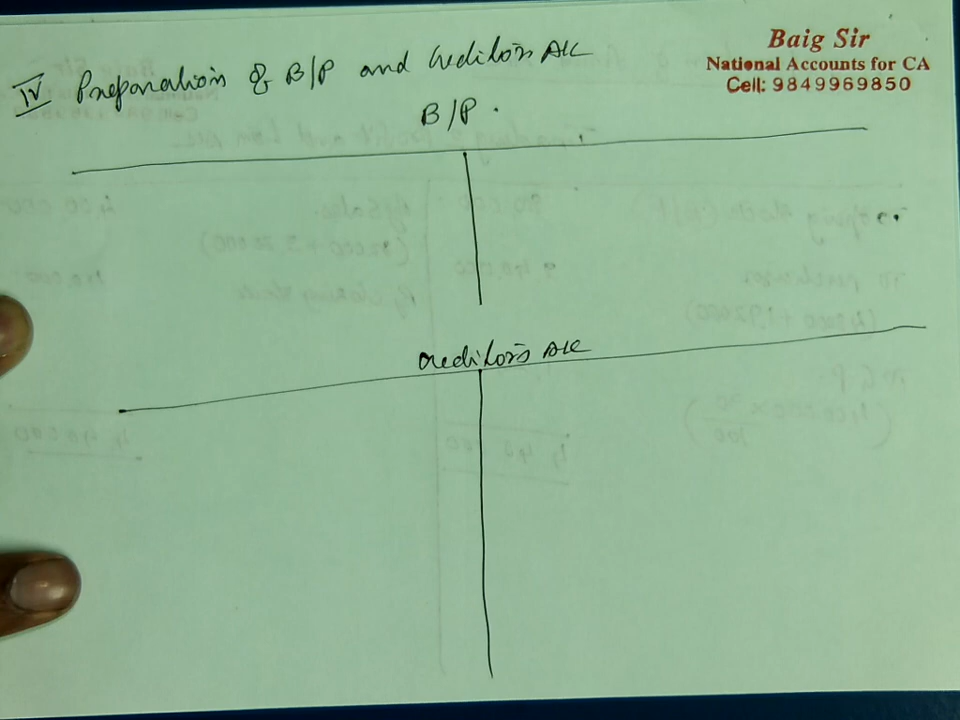 Baig Sir
National Accounts for CA
Cell: 9849969850
IV Preparation of B/P and Creditors A/c
B/P.
Creditors A/c